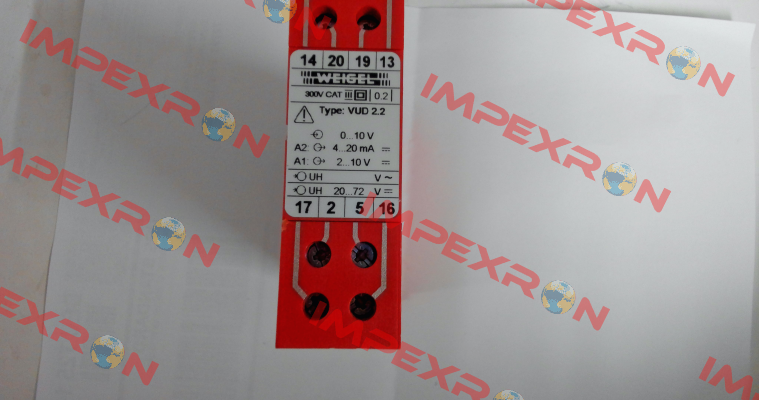 14 20 19 13
WEIGEL
300V CAT III 0.2
Type: VUD 2.2
0...10 V
A2: 4...20 mA
A1: 2...10 V
UH V ~
UH 20...72 V
17 2 5 16
IMPEXRON
IMPEXRON
IMPEXRON
IMPEXRON
IMPEXRON
IMPEXRON
IMPEXRON
IMPEXRON
IMPEXRON